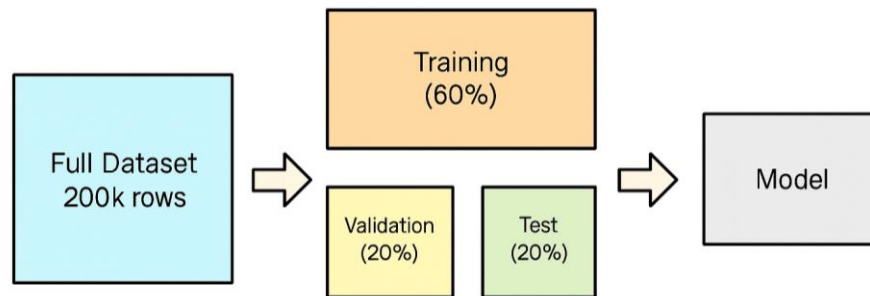 Full Dataset
200k rows
Training
(60%)
Validation
(20%)
Test
(20%)
Model